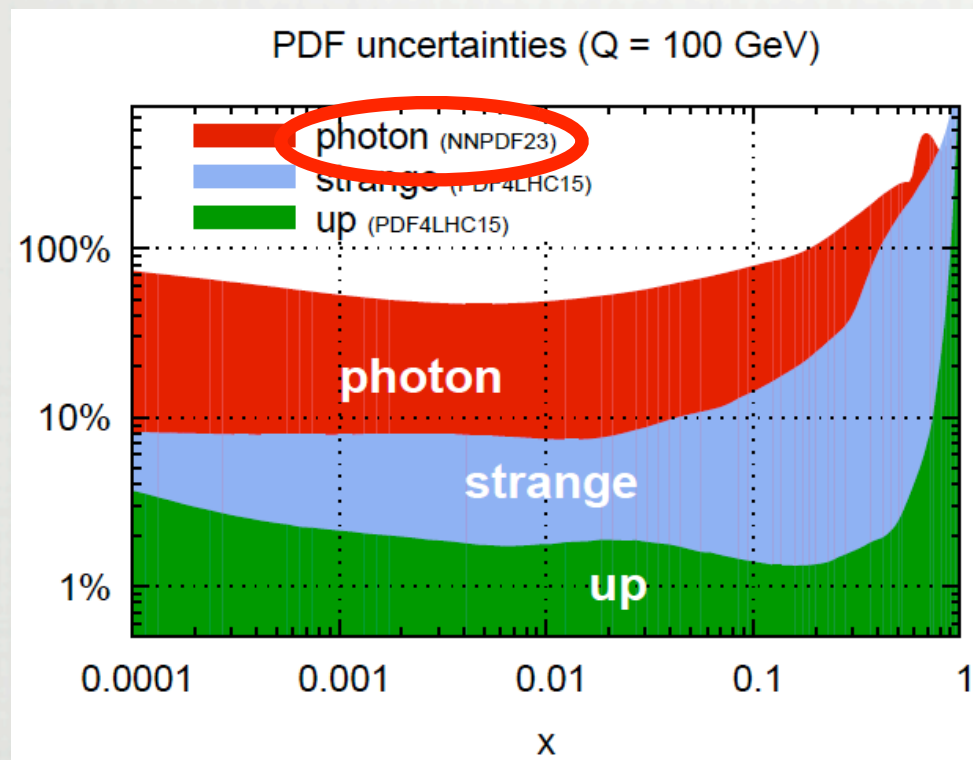 PDF uncertainties (Q = 100 GeV)
photon (NNPDF23)
strange (PDF4LHC15)
up (PDF4LHC15)
100%
photon
10%
strange
1%
up
0.0001 0.001 0.01 0.1 1
x